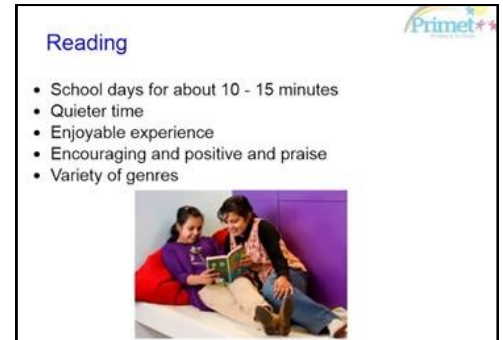 Primet
Reading
• School days for about 10 - 15 minutes
• Quieter time
• Enjoyable experience
• Encouraging and positive and praise
• Variety of genres